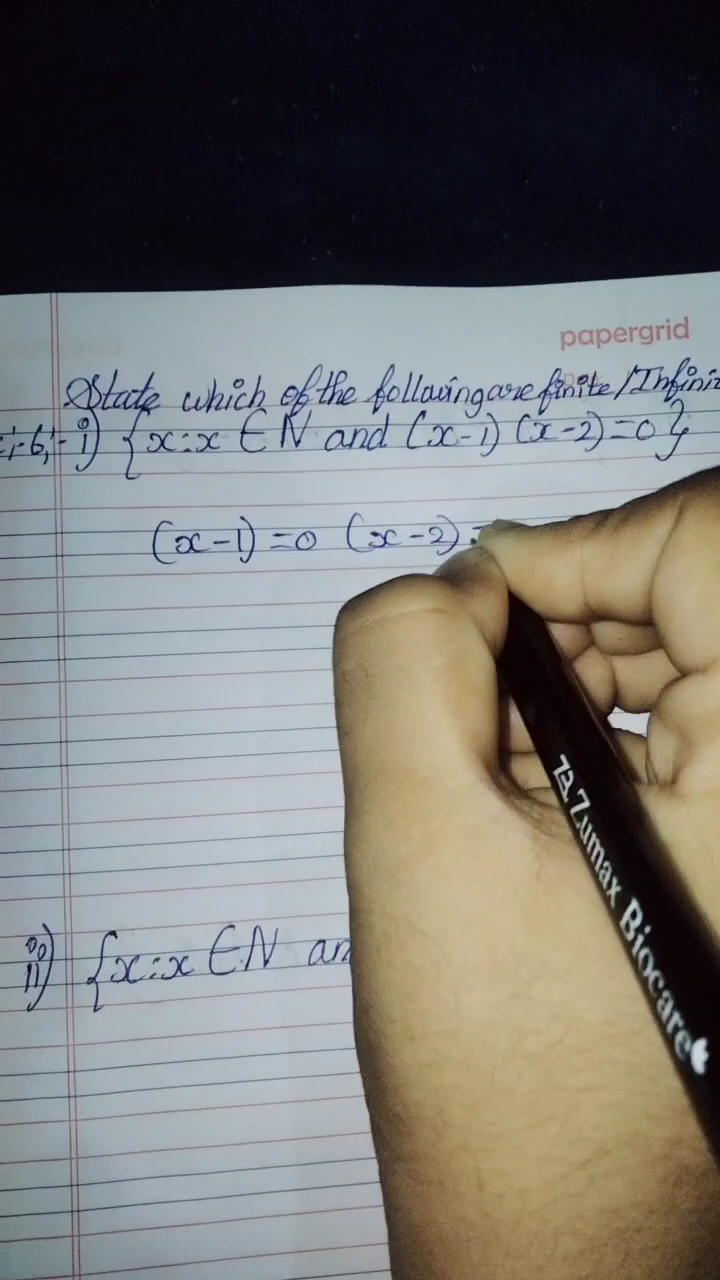 papergrid
State which of the following are finite/Infini
i) {x:x ∈ N and (x-1) (x-2)=0}
(x-1)=0 (x-2)=
ii) {x:x ∈ N an
Zumax Biocare